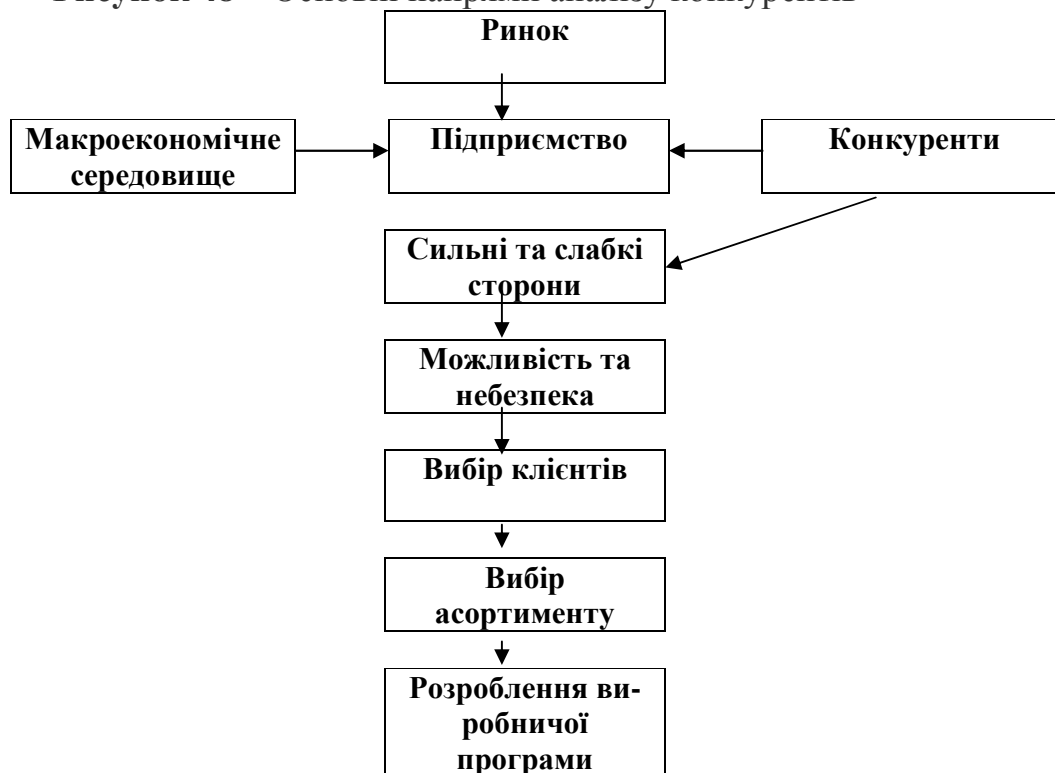 Ринок
Макроекономічне
середовище
Підприємство
Конкуренти
Сильні та слабкі
сторони
Можливість та
небезпека
Вибір клієнтів
Вибір
асортименту
Розроблення ви-
робничої
програми